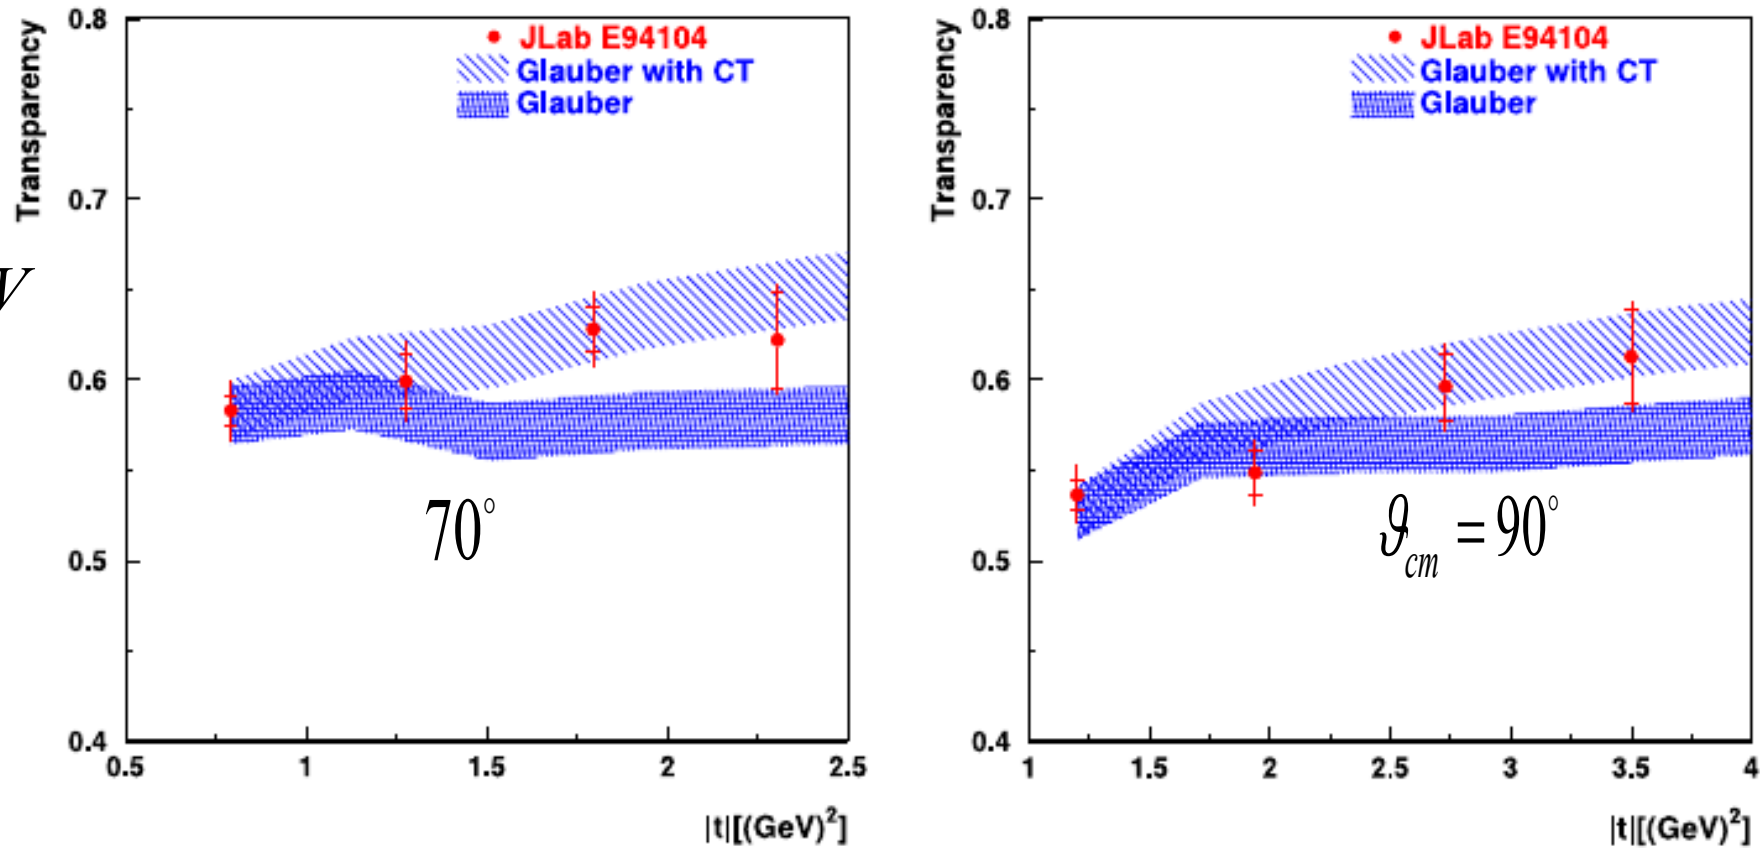 Transparency
0.8
0.7
0.6
0.5
0.4
0.5
1
1.5
2
2.5
|t|[(GeV)²]
JLab E94104
Glauber with CT
Glauber
70°
V
Transparency
0.8
0.7
0.6
0.5
0.4
1
1.5
2
2.5
3
3.5
4
|t|[(GeV)²]
JLab E94104
Glauber with CT
Glauber
ϑcm = 90°